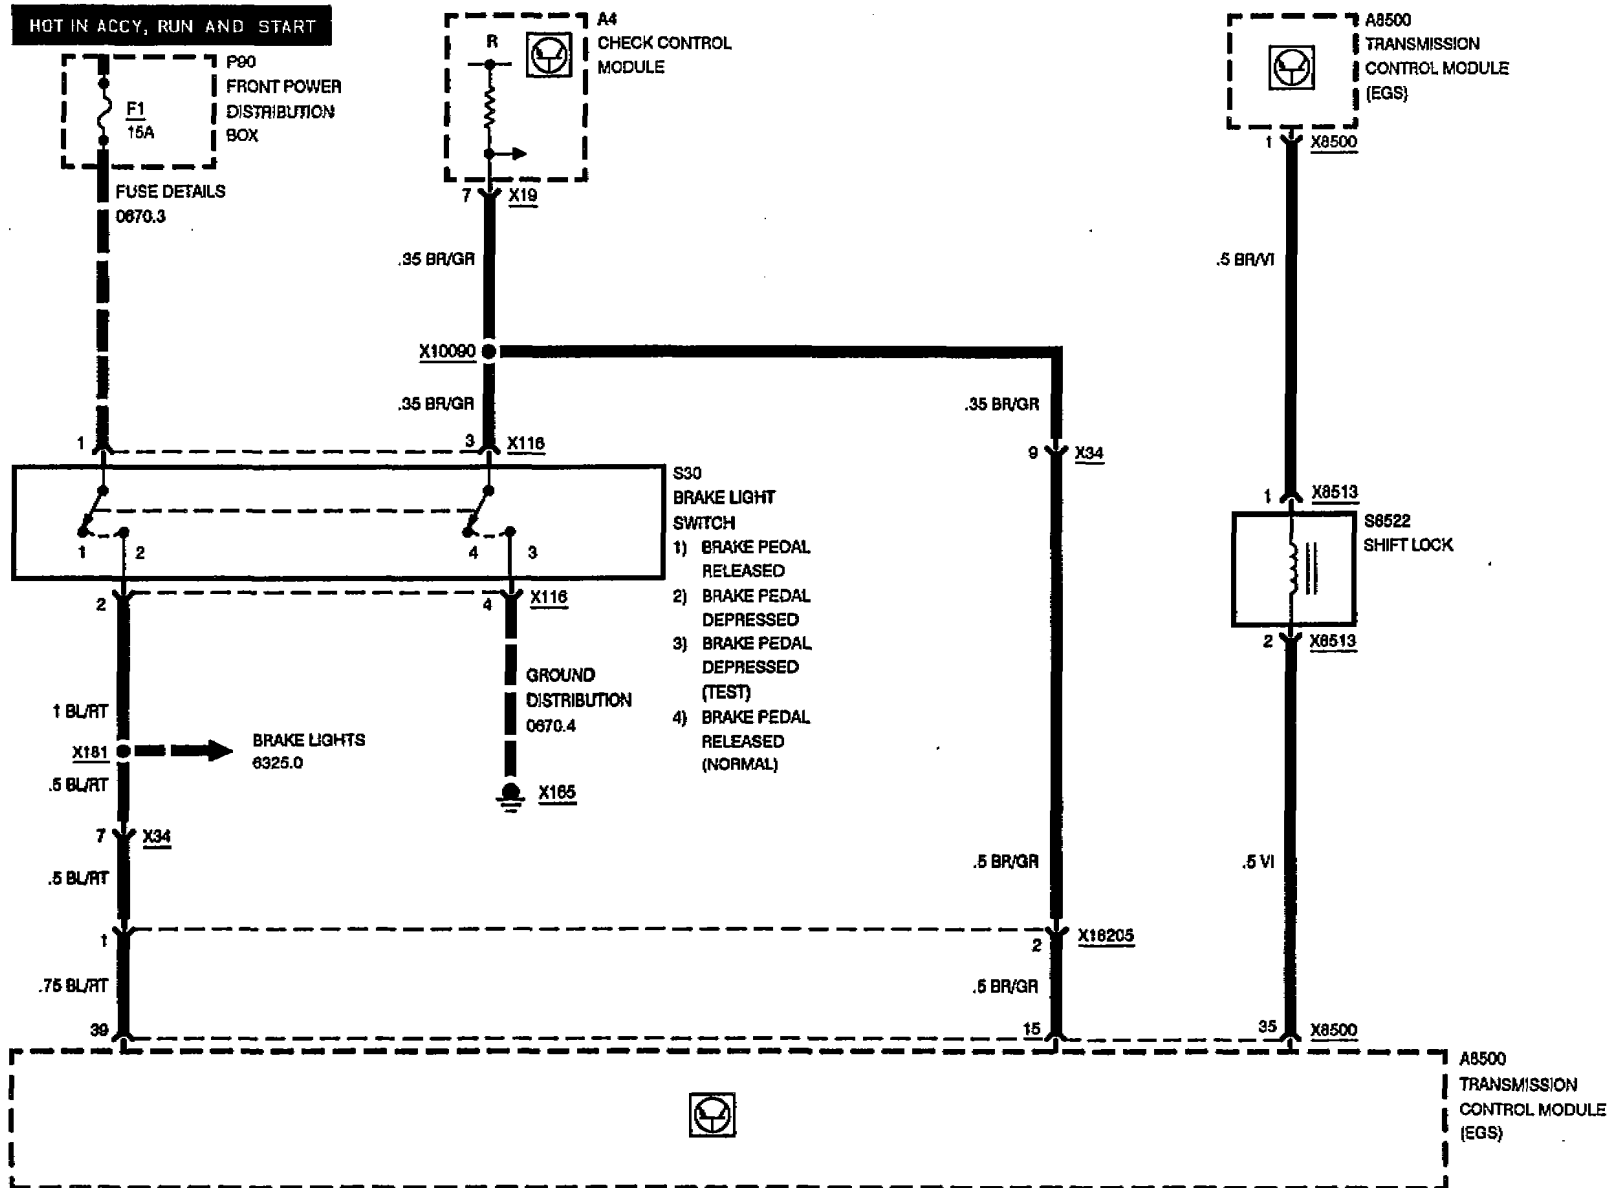 HOT IN ACCY, RUN AND START
P90
FRONT POWER
DISTRIBUTION
BOX
F1
15A
FUSE DETAILS
0670.3
A4
CHECK CONTROL
MODULE
R
7 X19
.35 BR/GR
X10090
.35 BR/GR
.35 BR/GR
A8500
TRANSMISSION
CONTROL MODULE
(EGS)
1 X8500
.5 BR/VI
1 3 X116
9 X34
1 X8513
S30
BRAKE LIGHT
SWITCH
1) BRAKE PEDAL
RELEASED
2) BRAKE PEDAL
DEPRESSED
3) BRAKE PEDAL
DEPRESSED
(TEST)
4) BRAKE PEDAL
RELEASED
(NORMAL)
1 2 4 3
S8522
SHIFT LOCK
2 4 X116
2 X8513
GROUND
DISTRIBUTION
0670.4
X165
1 BL/RT
X181
BRAKE LIGHTS
6325.0
.5 BL/RT
7 X34
.5 BL/RT
.5 BR/GR
.5 VI
1 2 X18205
.75 BL/RT
.5 BR/GR
39 15 35 X8500
A8500
TRANSMISSION
CONTROL MODULE
(EGS)